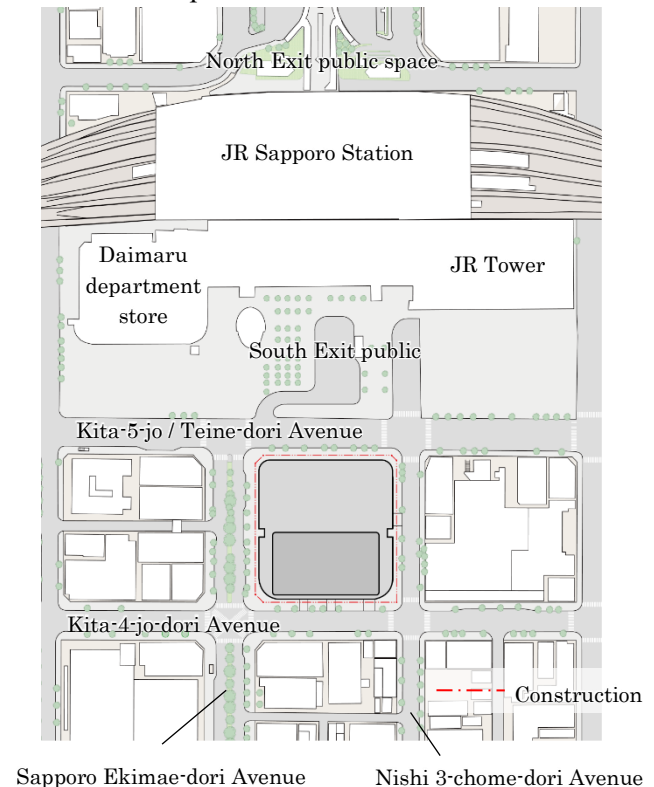 North Exit public space
JR Sapporo Station
Daimaru
department
store
JR Tower
South Exit public
Kita-5-jo / Teine-dori Avenue
Kita-4-jo-dori Avenue
Construction
Sapporo Ekimae-dori Avenue
Nishi 3-chome-dori Avenue